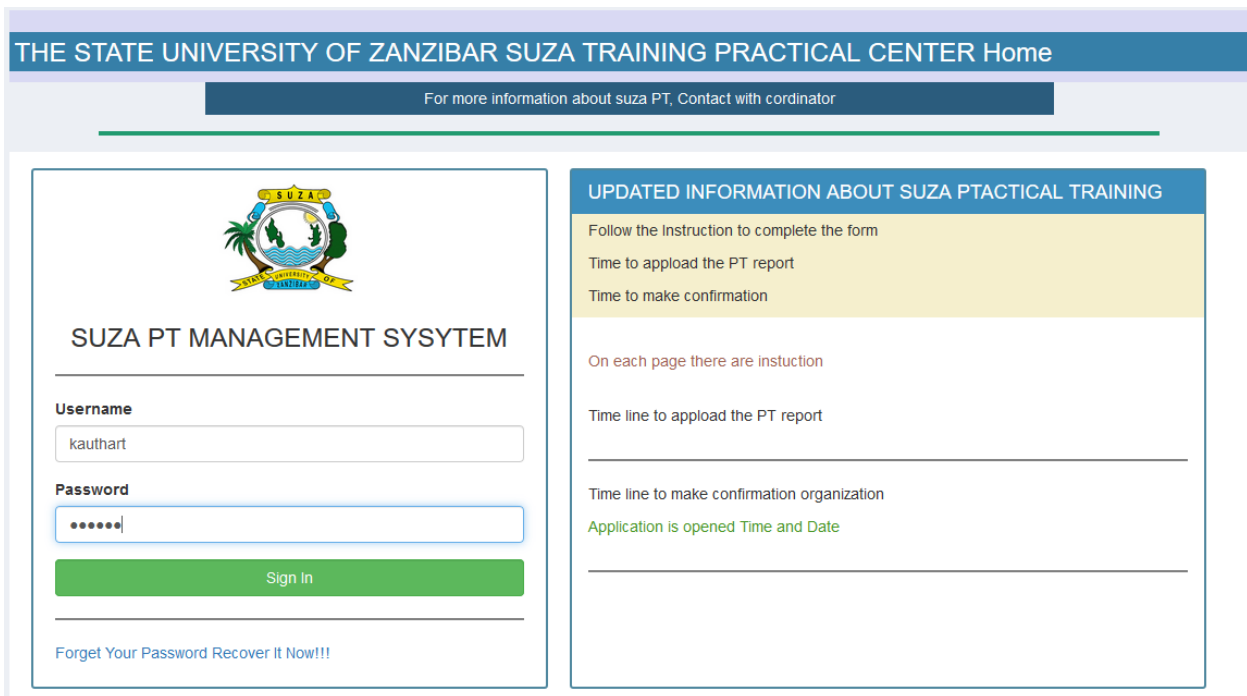 THE STATE UNIVERSITY OF ZANZIBAR SUZA TRAINING PRACTICAL CENTER Home
For more information about suza PT, Contact with cordinator
SUZA
STATE UNIVERSITY OF
ZANZIBAR
SUZA PT MANAGEMENT SYSYTEM
Username
kauthart
Password
••••••
Sign In
Forget Your Password Recover It Now!!!
UPDATED INFORMATION ABOUT SUZA PTACTICAL TRAINING
Follow the Instruction to complete the form
Time to appload the PT report
Time to make confirmation
On each page there are instuction
Time line to appload the PT report
Time line to make confirmation organization
Application is opened Time and Date